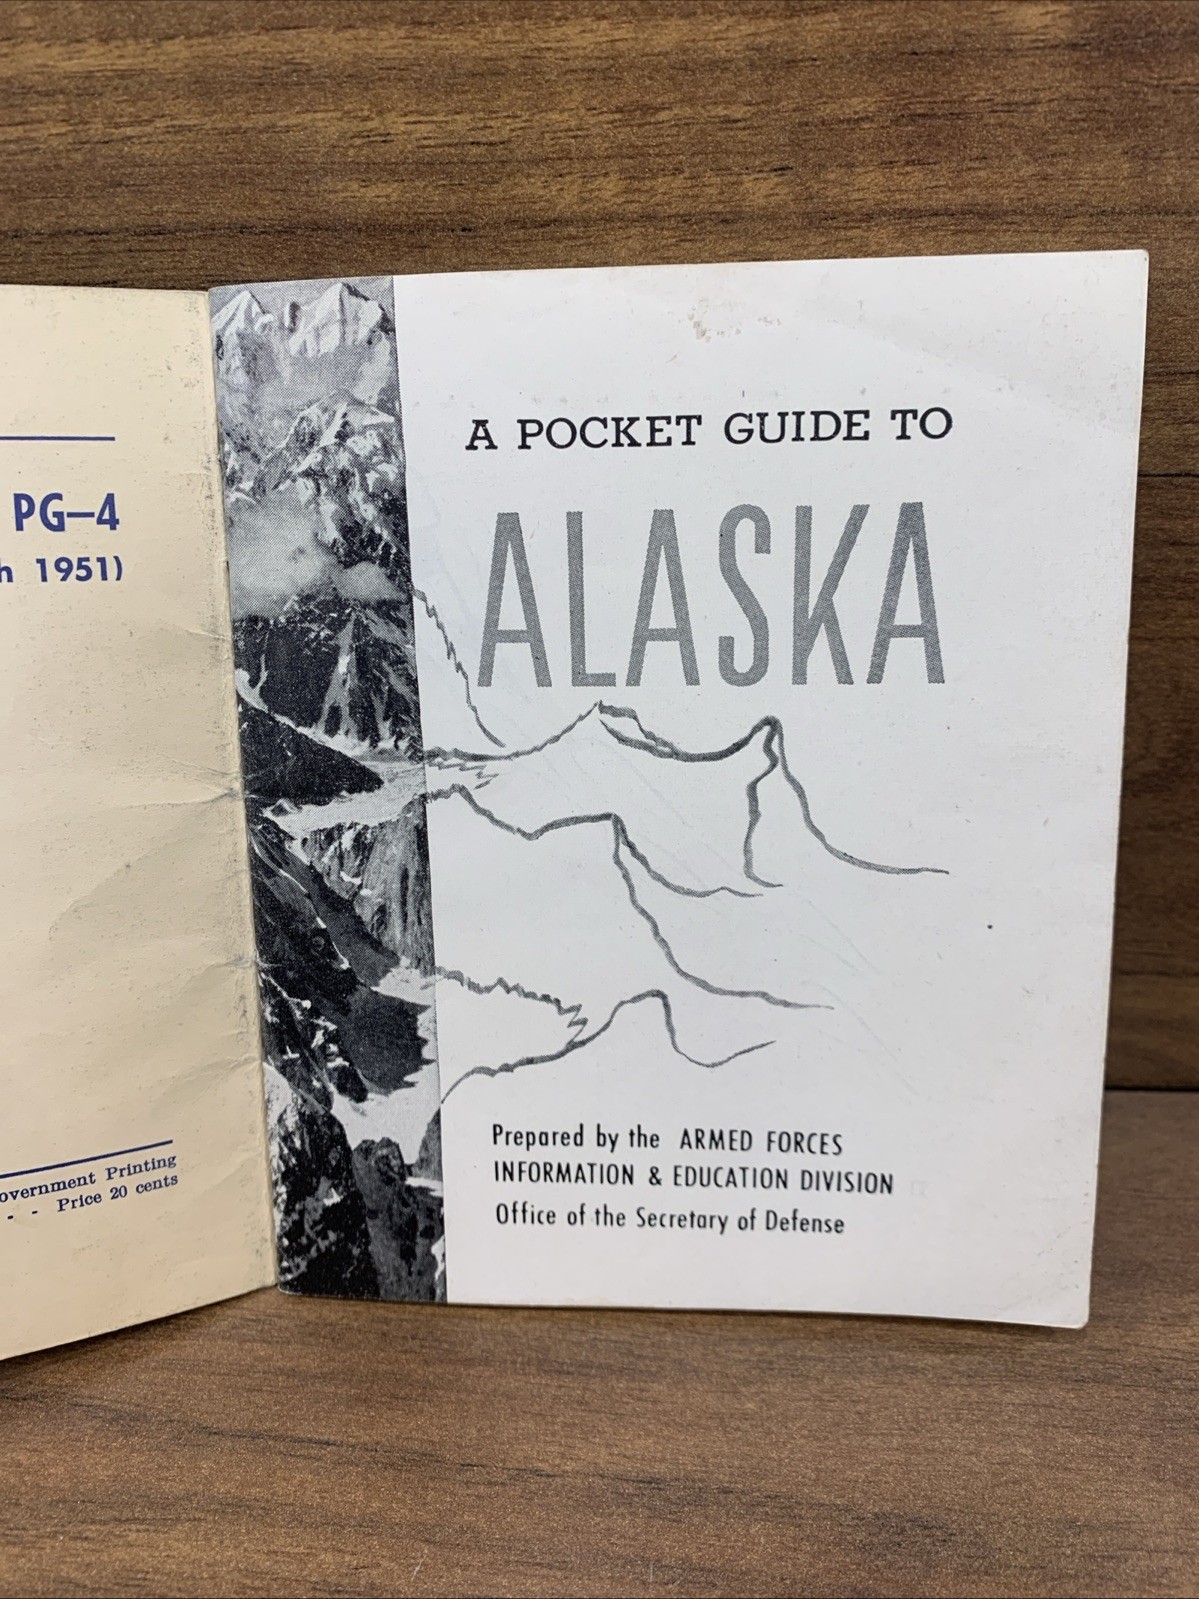 PG–4
1951)
Printing
- - Price 20 cents
A POCKET GUIDE TO
ALASKA
Prepared by the ARMED FORCES
INFORMATION & EDUCATION DIVISION
Office of the Secretary of Defense